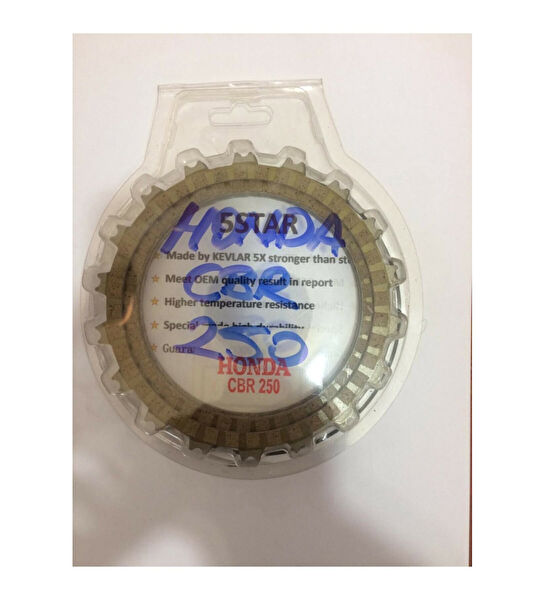 5STAR
HONDA
Made by KEVLAR 5X stronger than
Meet OEM quality result in report
CBR
Higher temperature resistance
250
HONDA
CBR 250